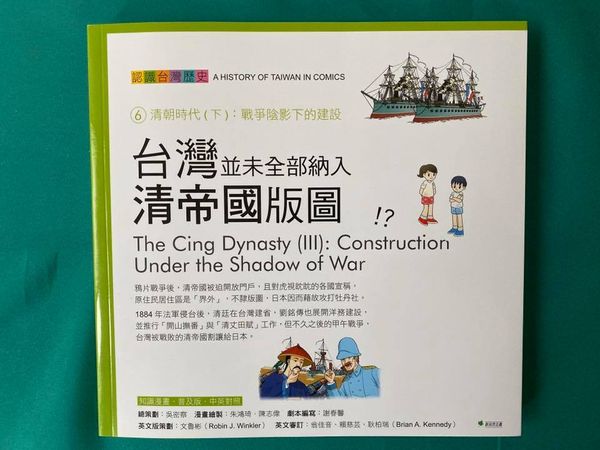 認識台灣歷史 A HISTORY OF TAIWAN IN COMICS
⑥ 清朝時代(下):戰爭陰影下的建設
台灣並未全部納入
清帝國版圖
!?
The Cing Dynasty (III): Construction
Under the Shadow of War
鴉片戰爭後,清帝國被迫開放門戶,且對虎視眈眈的各國宣稱,
原住民居住區是「界外」,不隸版圖,日本因而藉故攻打牡丹社。
1884 年法軍侵台後,清廷在台灣建省,劉銘傳也展開洋務建設,
並推行「開山撫番」與「清丈田賦」工作,但不久之後的甲午戰爭,
台灣被戰敗的清帝國割讓給日本。
知識漫畫‧普及版‧中英對照
總策劃:吳密察 漫畫繪製:朱鴻琦‧陳志偉 劇本編寫:謝春馨
英文版策劃:文魯彬(Robin J. Winkler) 英文審訂:翁佳音、賴慈芸、耿柏瑞(Brian A. Kennedy)